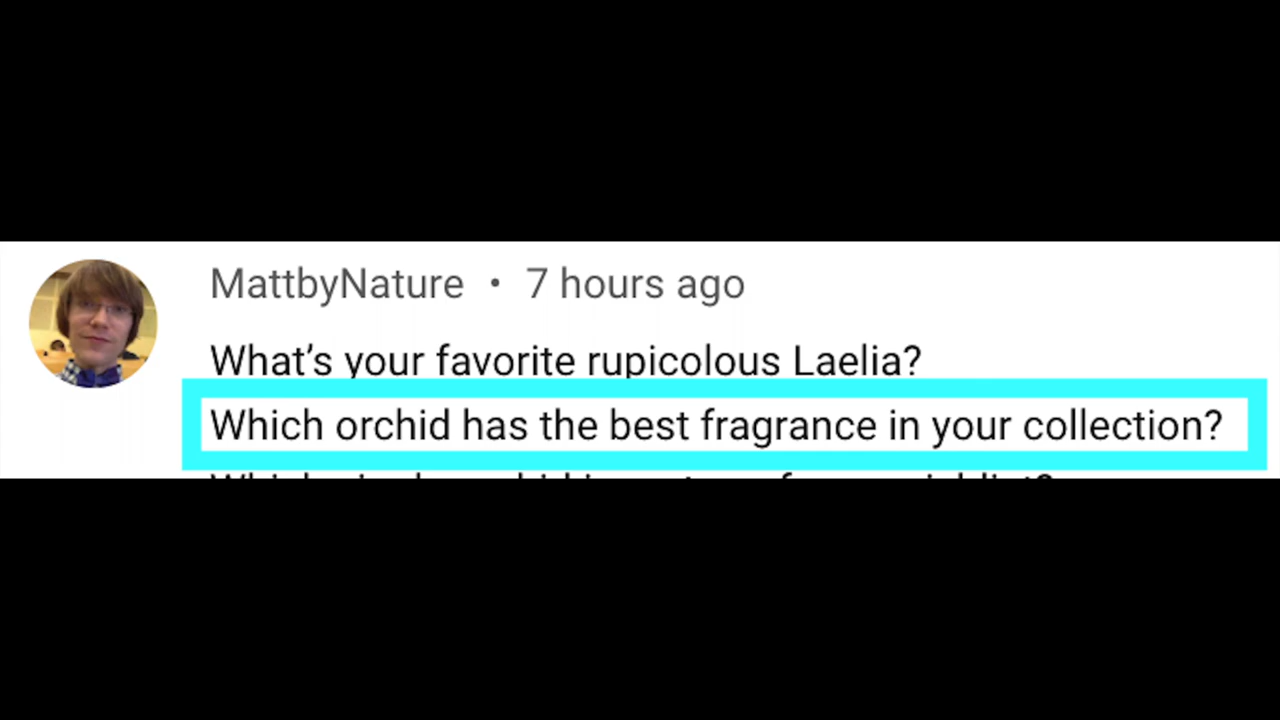 MattbyNature • 7 hours ago
What's your favorite rupicolous Laelia?
Which orchid has the best fragrance in your collection?